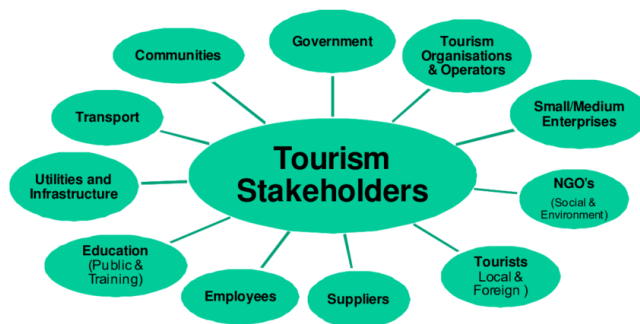 Government
Tourism
Organisations
& Operators
Communities
Small/Medium
Enterprises
Transport
Tourism
Stakeholders
Utilities and
Infrastructure
NGO's
(Social &
Environment)
Education
(Public &
Training)
Tourists
Local &
Foreign )
Employees
Suppliers